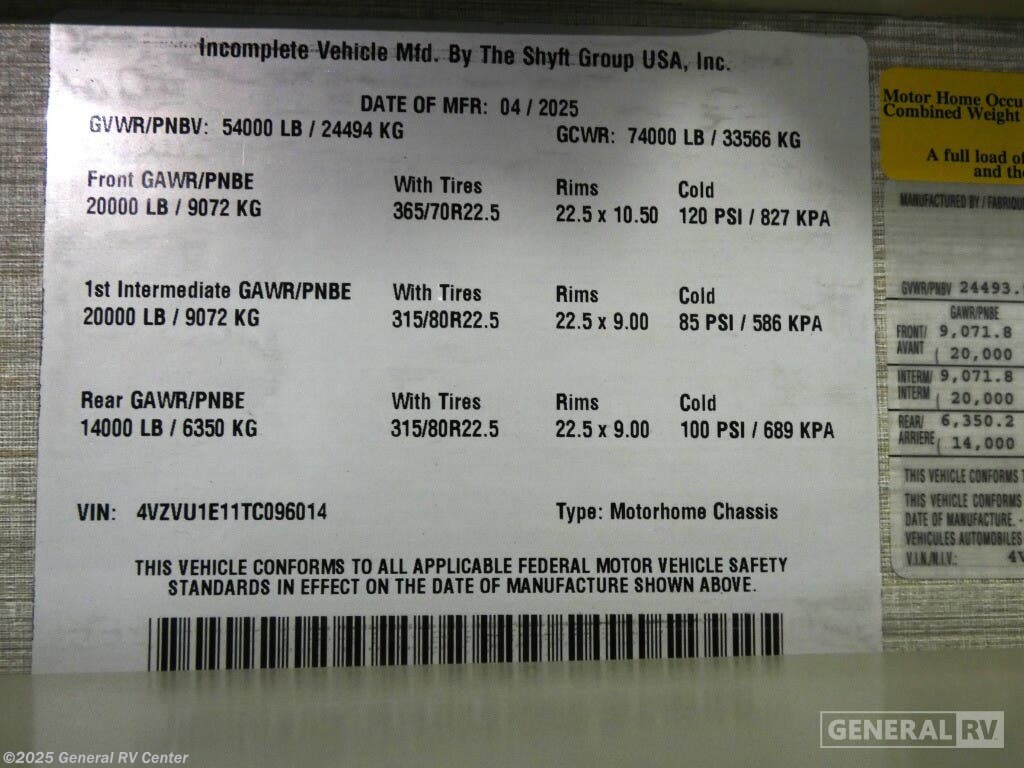 Incomplete Vehicle Mfd. By The Shyft Group USA, Inc.
DATE OF MFR: 04 / 2025
GVWR/PNBV: 54000 LB / 24494 KG GCWR: 74000 LB / 33566 KG
Front GAWR/PNBE With Tires Rims Cold
20000 LB / 9072 KG 365/70R22.5 22.5 x 10.50 120 PSI / 827 KPA
1st Intermediate GAWR/PNBE With Tires Rims Cold
20000 LB / 9072 KG 315/80R22.5 22.5 x 9.00 85 PSI / 586 KPA
Rear GAWR/PNBE With Tires Rims Cold
14000 LB / 6350 KG 315/80R22.5 22.5 x 9.00 100 PSI / 689 KPA
VIN: 4VZVU1E11TC096014 Type: Motorhome Chassis
THIS VEHICLE CONFORMS TO ALL APPLICABLE FEDERAL MOTOR VEHICLE SAFETY
STANDARDS IN EFFECT ON THE DATE OF MANUFACTURE SHOWN ABOVE.
Motor Home Occu
Combined Weight
A full load of
and the
MANUFACTURED BY / FABRIQU
GVWR/PNBV 24493.
GAWR/PNBE
FRONT/ 9,071.8
AVANT ( 20,000
INTERM/ 9,071.8
INTERM ( 20,000
REAR/ 6,350.2
ARRIERE ( 14,000
THIS VEHICLE CONFORMS T
THIS VEHICLE CONFORMS
DATE OF MANUFACTURE. -
VEHICULES AUTOMOBILES
V.I.N./N.I.V.: 4V
GENERAL RV
©2025 General RV Center